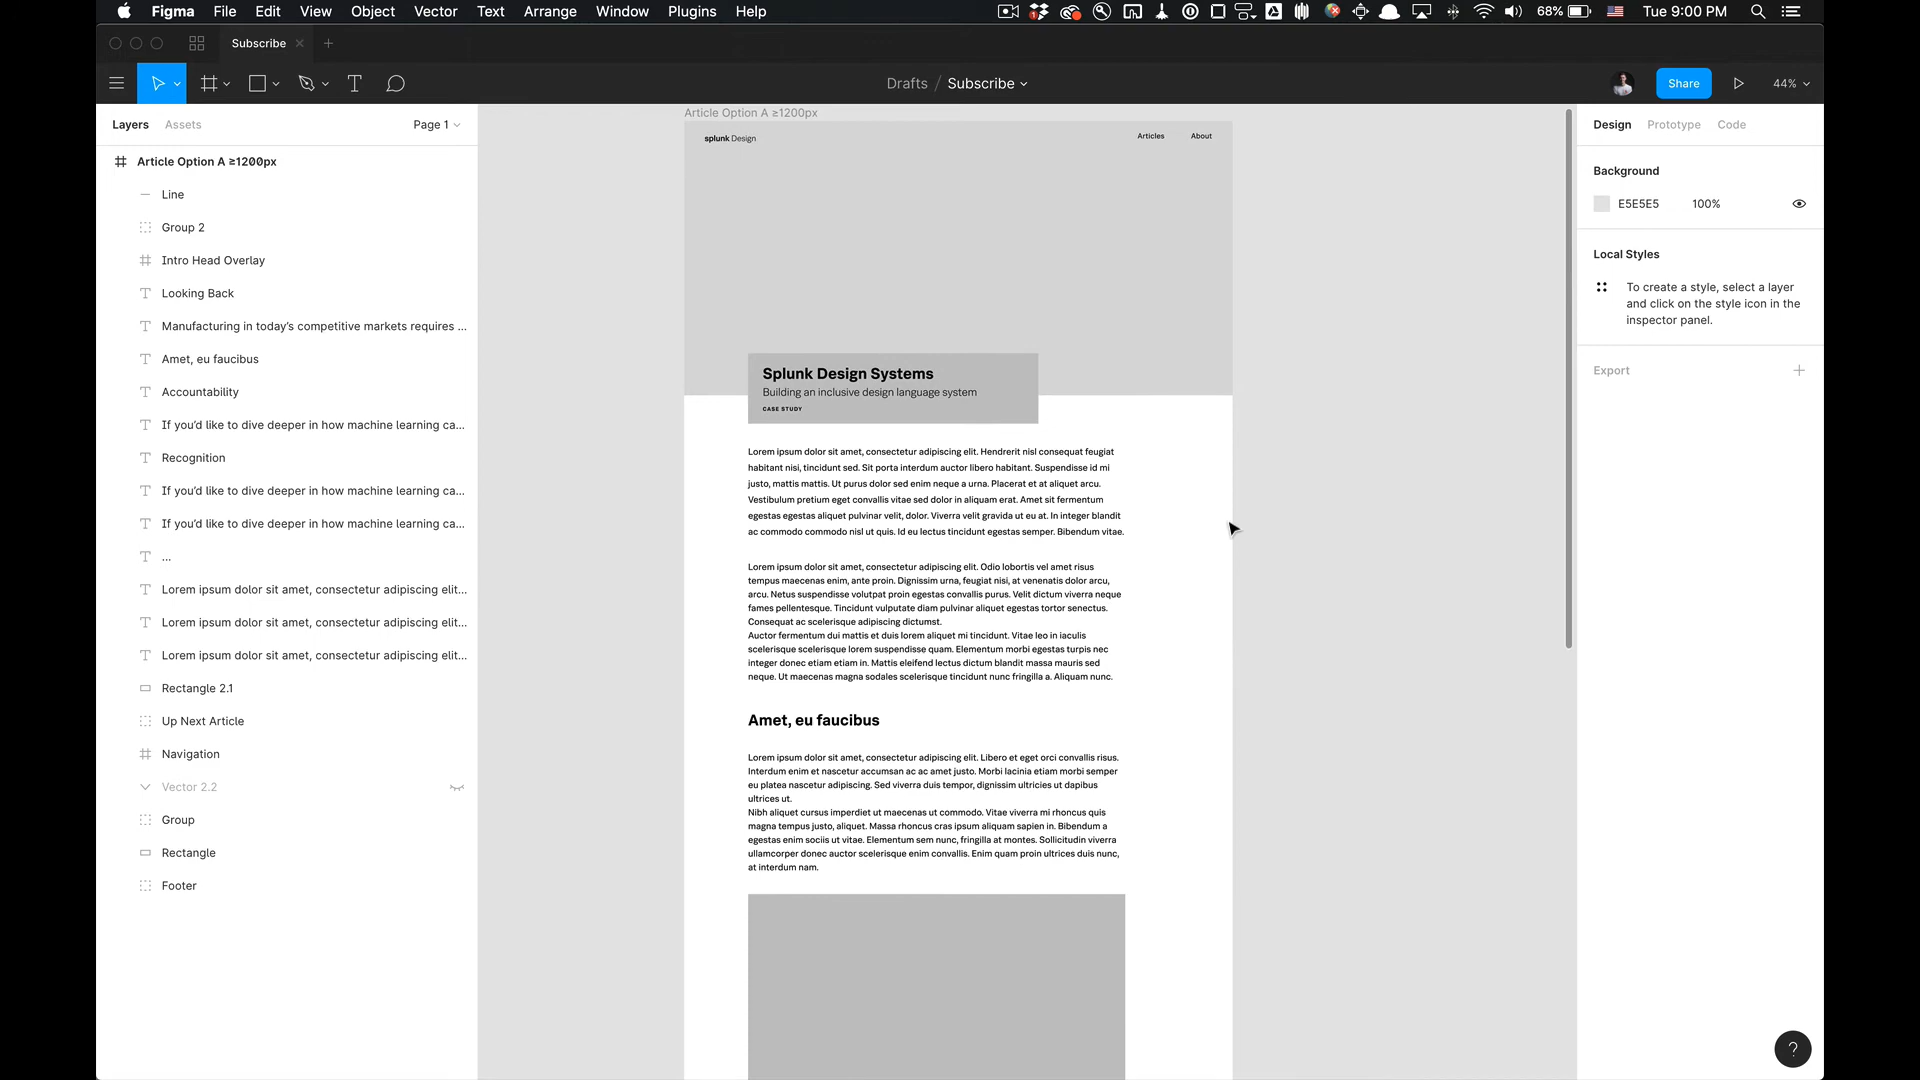 Figma File Edit View Object Vector Text Arrange Window Plugins Help 68% Tue 9:00 PM
Subscribe
Drafts / Subscribe
Share
44%
Layers Assets Page 1
Article Option A ≥1200px
Line
Group 2
Intro Head Overlay
Looking Back
Manufacturing in today’s competitive markets requires ...
Amet, eu faucibus
Accountability
If you’d like to dive deeper in how machine learning ca...
Recognition
If you’d like to dive deeper in how machine learning ca...
If you’d like to dive deeper in how machine learning ca...
...
Lorem ipsum dolor sit amet, consectetur adipiscing elit...
Lorem ipsum dolor sit amet, consectetur adipiscing elit...
Lorem ipsum dolor sit amet, consectetur adipiscing elit...
Rectangle 2.1
Up Next Article
Navigation
Vector 2.2
Group
Rectangle
Footer
Article Option A ≥1200px
splunk Design
Articles About
Splunk Design Systems
Building an inclusive design language system
CASE STUDY
Lorem ipsum dolor sit amet, consectetur adipiscing elit. Hendrerit nisl consequat feugiat
habitant nisi, tincidunt sed. Sit porta interdum auctor libero habitant. Suspendisse id mi
justo, mattis mattis. Ut purus dolor sed enim neque a urna. Placerat et at aliquet arcu.
Vestibulum pretium eget convallis vitae sed dolor in aliquam erat. Amet sit fermentum
egestas egestas aliquet pulvinar velit, dolor. Viverra velit gravida ut eu at. In integer blandit
ac commodo commodo nisl ut quis. Id eu lectus tincidunt egestas semper. Bibendum vitae.
Lorem ipsum dolor sit amet, consectetur adipiscing elit. Odio lobortis vel amet risus
tempus maecenas enim, ante proin. Dignissim urna, feugiat nisi, at venenatis dolor arcu,
arcu. Netus suspendisse volutpat proin egestas convallis purus. Velit dictum viverra neque
fames pellentesque. Tincidunt vulputate diam pulvinar aliquet egestas tortor senectus.
Consequat ac scelerisque adipiscing dictumst.
Auctor fermentum dui mattis et duis lorem aliquet mi tincidunt. Vitae leo in iaculis
scelerisque scelerisque lorem suspendisse quam. Elementum morbi egestas turpis nec
integer donec etiam etiam in. Mattis eleifend lectus dictum blandit massa mauris sed
neque. Ut maecenas magna sodales scelerisque tincidunt nunc fringilla a. Aliquam nunc.
Amet, eu faucibus
Lorem ipsum dolor sit amet, consectetur adipiscing elit. Libero et eget orci convallis risus.
Interdum enim et nascetur accumsan ac ac amet justo. Morbi lacinia etiam morbi semper
eu platea nascetur adipiscing. Sed viverra duis tempor, dignissim ultricies ut dapibus
ultrices ut.
Nibh aliquet cursus imperdiet ut maecenas ut commodo. Vitae viverra mi rhoncus quis
magna tempus justo, aliquet. Massa rhoncus cras ipsum aliquam sapien in. Bibendum a
egestas enim sociis ut vitae. Elementum sem nunc, fringilla at montes. Sollicitudin viverra
ullamcorper donec auctor scelerisque enim convallis. Enim quam proin ultrices duis nunc,
at interdum nam.
Design Prototype Code
Background
E5E5E5 100%
Local Styles
To create a style, select a layer
and click on the style icon in the
inspector panel.
Export
?